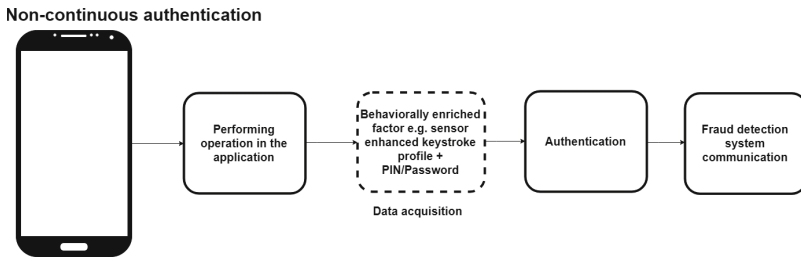 Non-continuous authentication
Performing
operation in the
application
Behaviorally enriched
factor e.g. sensor
enhanced keystroke
profile +
PIN/Password
Data acquisition
Authentication
Fraud detection
system
communication